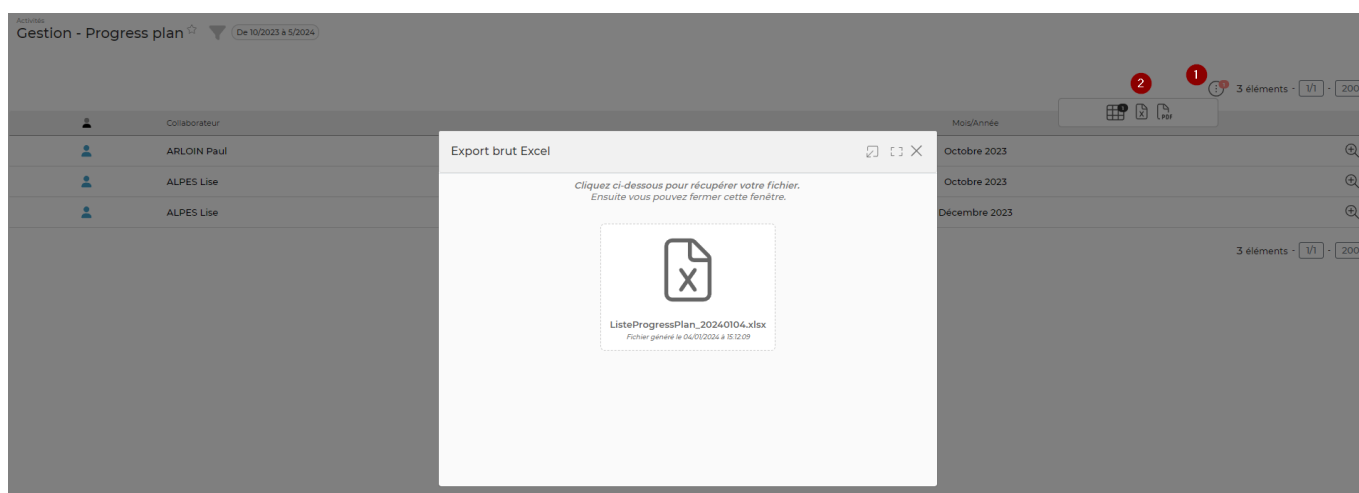 Activités
Gestion - Progress plan
De 10/2023 à 5/2024
2
1
3 éléments - 1/1 - 200
Collaborateur
Mois/Année
PDF
ARLOIN Paul
Octobre 2023
ALPES Lise
Octobre 2023
ALPES Lise
Décembre 2023
3 éléments - 1/1 - 200
Export brut Excel
Cliquez ci-dessous pour récupérer votre fichier.
Ensuite vous pouvez fermer cette fenêtre.
X
ListeProgressPlan_20240104.xlsx
Fichier généré le 04/01/2024 à 15:12:09